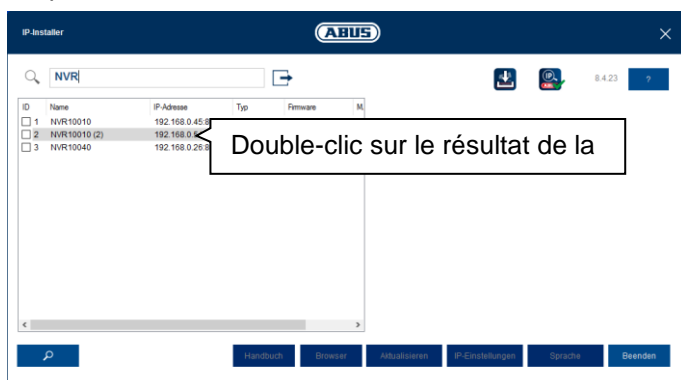 IP-Installer
ABUS
NVR
8.4.23 ?
ID Name IP-Adresse Typ Firmware M.
1 NVR10010 192.168.0.45:8
2 NVR10010 (2) 192.168.0.
3 NVR10040 192.168.0.26:8
Double-clic sur le résultat de la
Handbuch Browser Aktualisieren IP-Einstellungen Sprache Beenden